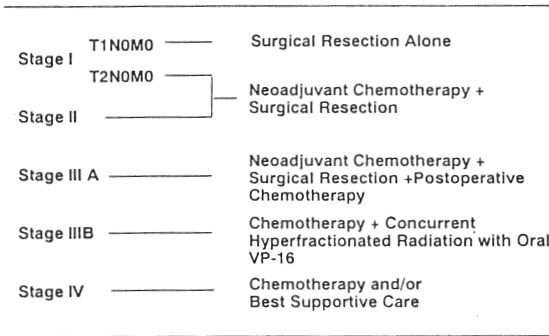 T1N0M0
Surgical Resection Alone
Stage I
T2N0M0
Neoadjuvant Chemotherapy +
Surgical Resection
Stage II
Neoadjuvant Chemotherapy +
Stage III A
Surgical Resection +Postoperative
Chemotherapy
Chemotherapy + Concurrent
Stage IIIB
Hyperfractionated Radiation with Oral
VP-16
Chemotherapy and/or
Stage IV
Best Supportive Care